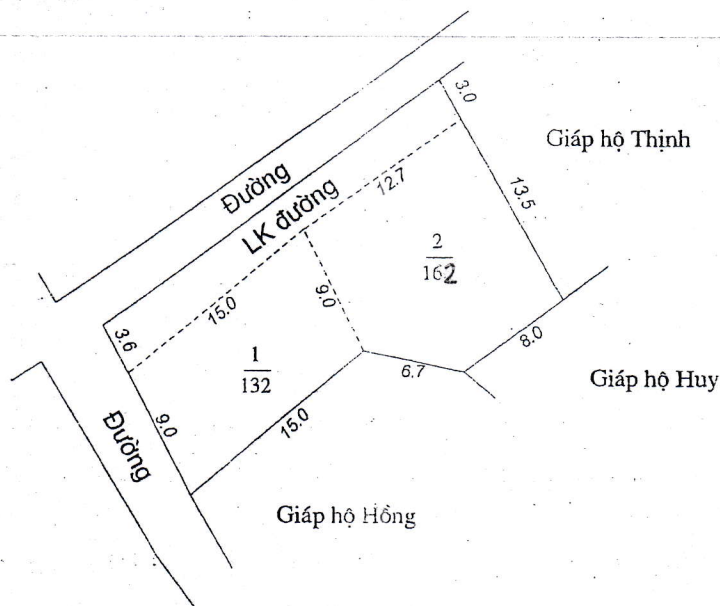 3.0
Giáp hộ Thịnh
Đường
LK đường
12.7
13.5
2
162
9.0
15.0
3.6
1
132
8.0
6.7
Giáp hộ Huy
9.0
15.0
Đường
Giáp hộ Hồng